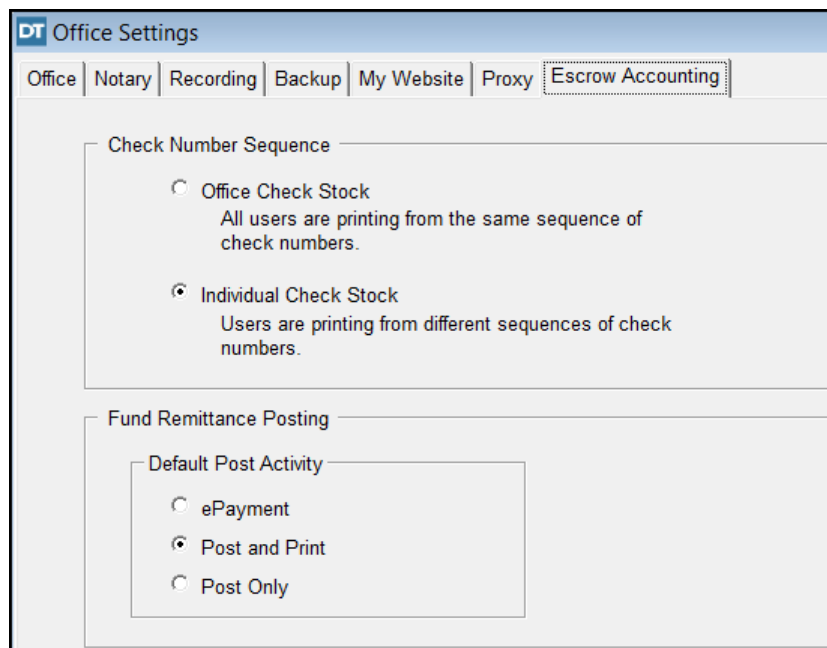 DT Office Settings
Office Notary Recording Backup My Website Proxy Escrow Accounting
Check Number Sequence
Office Check Stock
All users are printing from the same sequence of
check numbers.
Individual Check Stock
Users are printing from different sequences of check
numbers.
Fund Remittance Posting
Default Post Activity
ePayment
Post and Print
Post Only